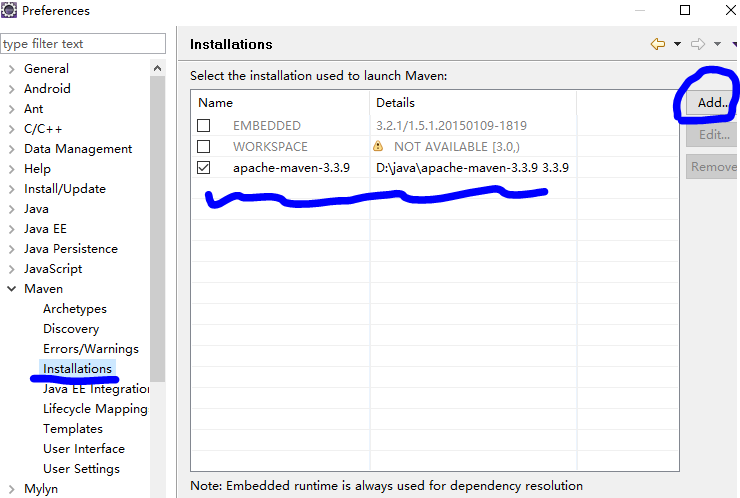 Preferences
type filter text
General
Android
Ant
C/C++
Data Management
Help
Install/Update
Java
Java EE
Java Persistence
JavaScript
Maven
Archetypes
Discovery
Errors/Warnings
Installations
Java EE Integration
Lifecycle Mapping
Templates
User Interface
User Settings
Mylyn
Installations
Select the installation used to launch Maven:
Name Details
EMBEDDED 3.2.1/1.5.1.20150109-1819
WORKSPACE NOT AVAILABLE [3.0,)
apache-maven-3.3.9 D:\java\apache-maven-3.3.9 3.3.9
Add...
Edit...
Remove
Note: Embedded runtime is always used for dependency resolution